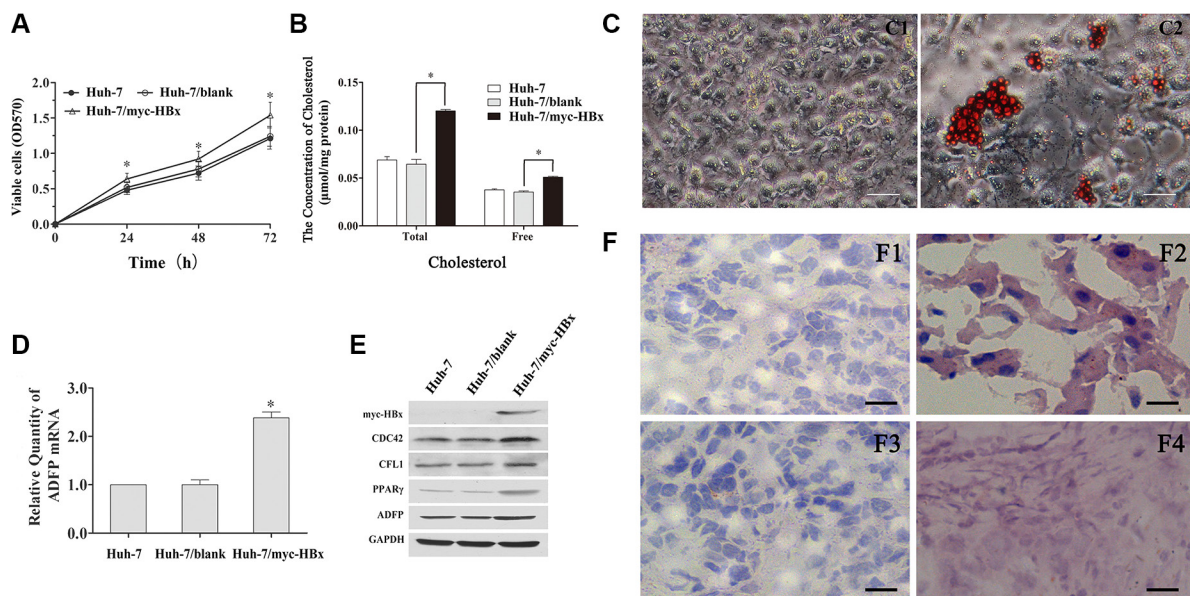 A
Viable cells (OD570)
2.0
1.5
1.0
0.5
0.0
Huh-7 Huh-7/blank
Huh-7/myc-HBx
*
*
*
0 24 48 72
Time (h)
B
The Concentration of Cholesterol
(μmol/mg protein)
0.15
0.10
0.05
0.00
Huh-7
Huh-7/blank
Huh-7/myc-HBx
*
*
Total Free
Cholesterol
C
C1
C2
D
Relative Quantity of
ADFP mRNA
3.0
2.0
1.0
0.0
*
Huh-7 Huh-7/blank Huh-7/myc-HBx
E
Huh-7
Huh-7/blank
Huh-7/myc-HBx
myc-HBx
CDC42
CFL1
PPARγ
ADFP
GAPDH
F
F1
F2
F3
F4